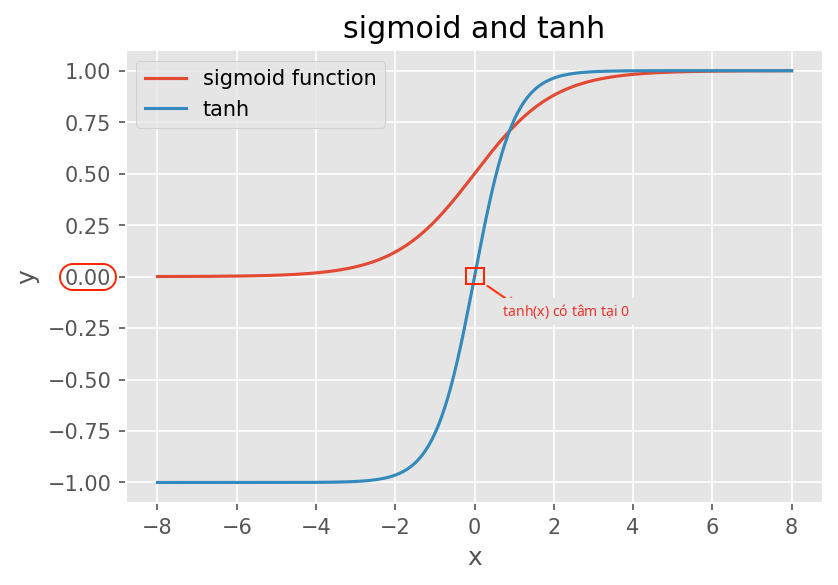 sigmoid and tanh
sigmoid function
tanh
1.00
0.75
0.50
0.25
0.00
−0.25
−0.50
−0.75
−1.00
y
tanh(x) có tâm tại 0
−8 −6 −4 −2 0 2 4 6 8
x